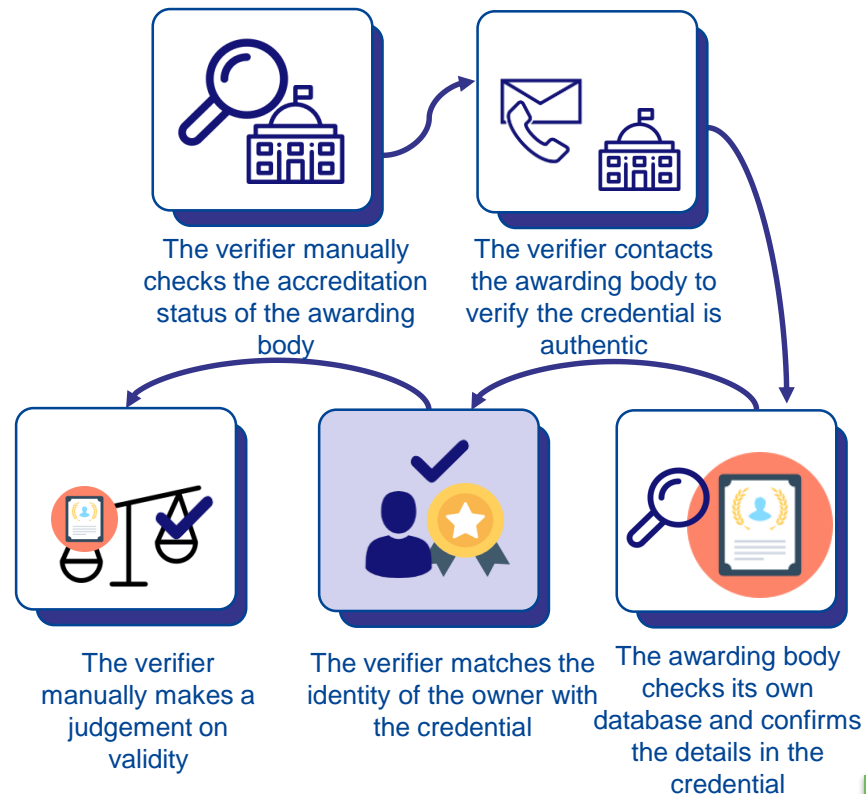 The verifier manually
checks the accreditation
status of the awarding
body
The verifier contacts
the awarding body to
verify the credential is
authentic
The verifier
manually makes a
judgement on
validity
The verifier matches the
identity of the owner with
the credential
The awarding body
checks its own
database and confirms
the details in the
credential